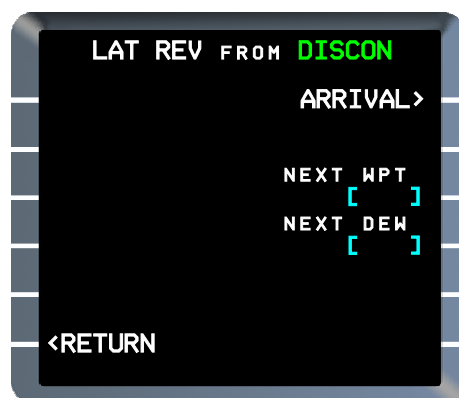 LAT REV FROM DISCON
ARRIVAL>
NEXT WPT
[ ]
NEXT DEW
[ ]
<RETURN